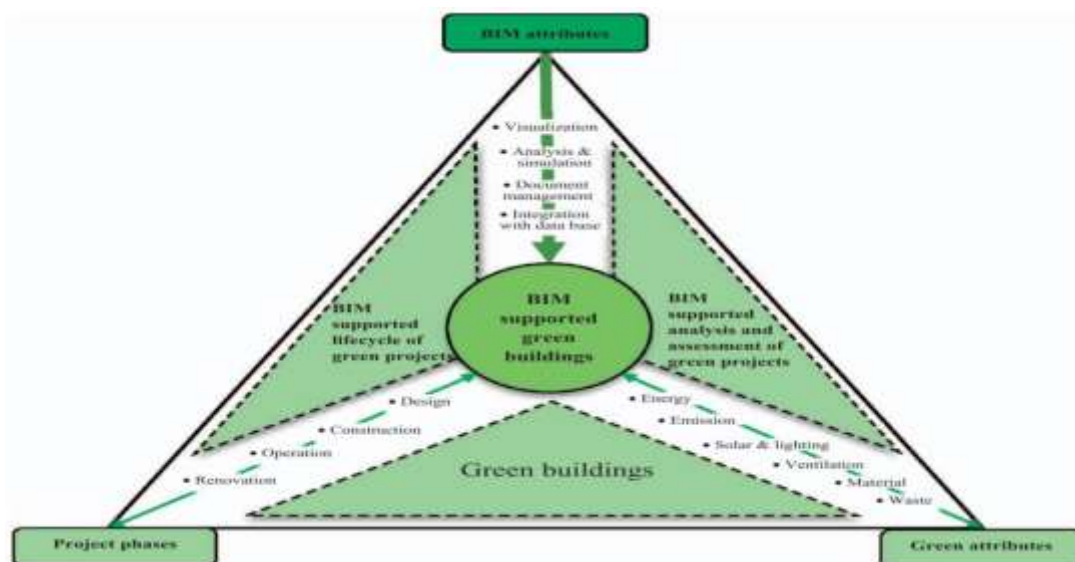 BIM attributes
• Visualization
• Analysis &
simulation
• Document
management
• Integration
with data base
BIM
supported
lifecycle of
green projects
BIM
supported
green
buildings
BIM
supported
analysis and
assessment of
green projects
• Design
• Construction
• Operation
• Renovation
• Energy
• Emission
• Solar & lighting
• Ventilation
• Material
• Waste
Green buildings
Project phases
Green attributes